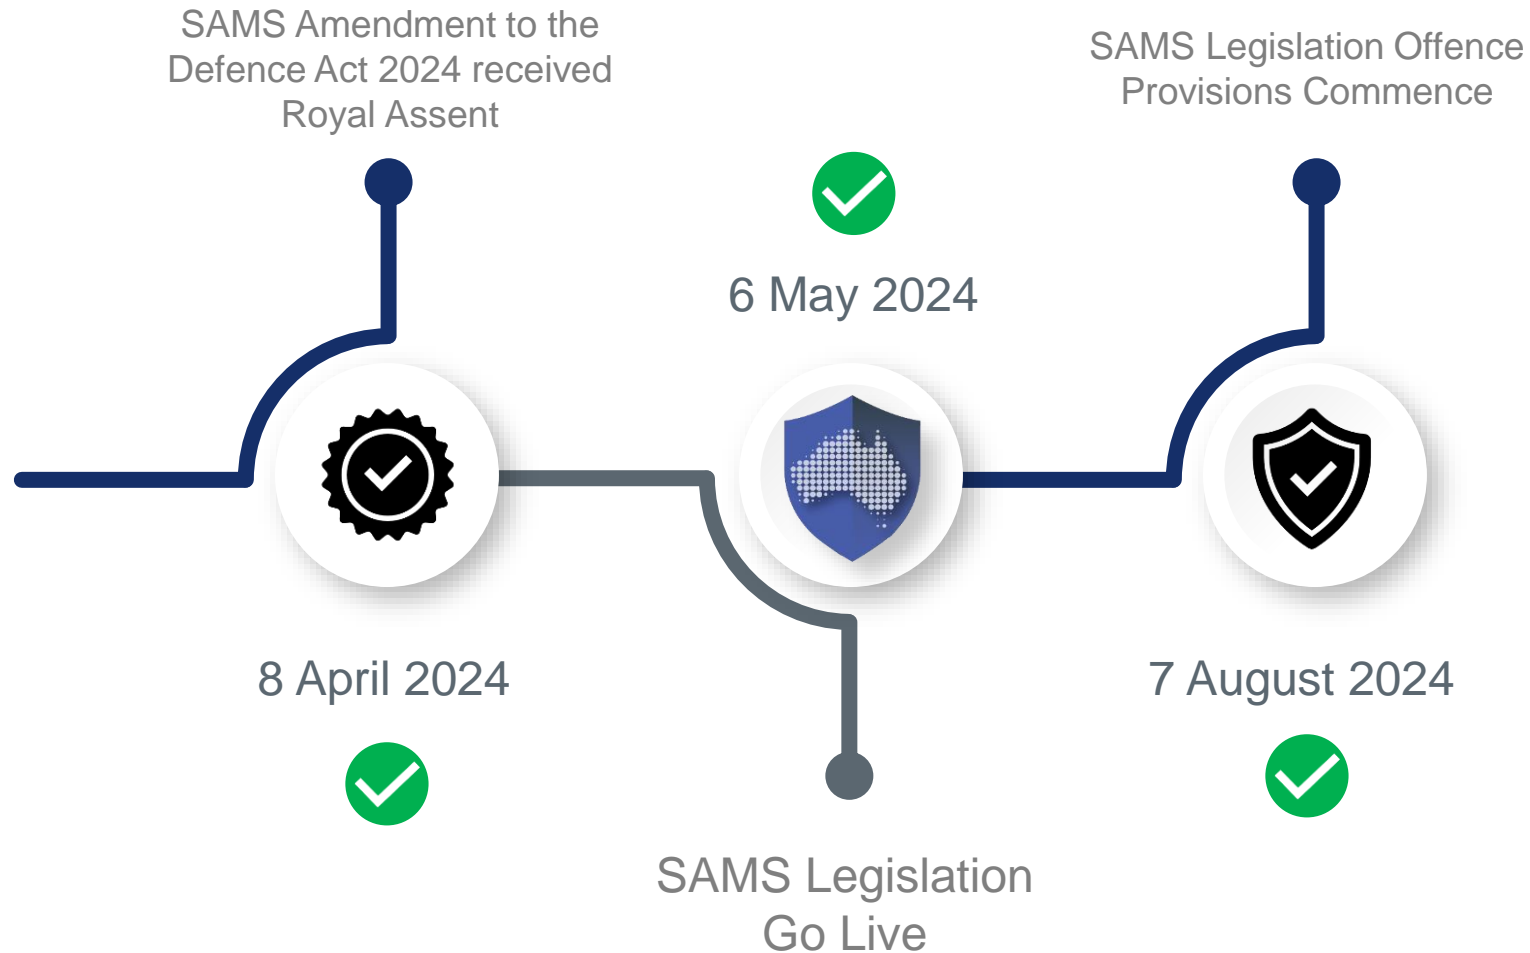 SAMS Amendment to the
Defence Act 2024 received
Royal Assent
8 April 2024
6 May 2024
SAMS Legislation
Go Live
SAMS Legislation Offence
Provisions Commence
7 August 2024